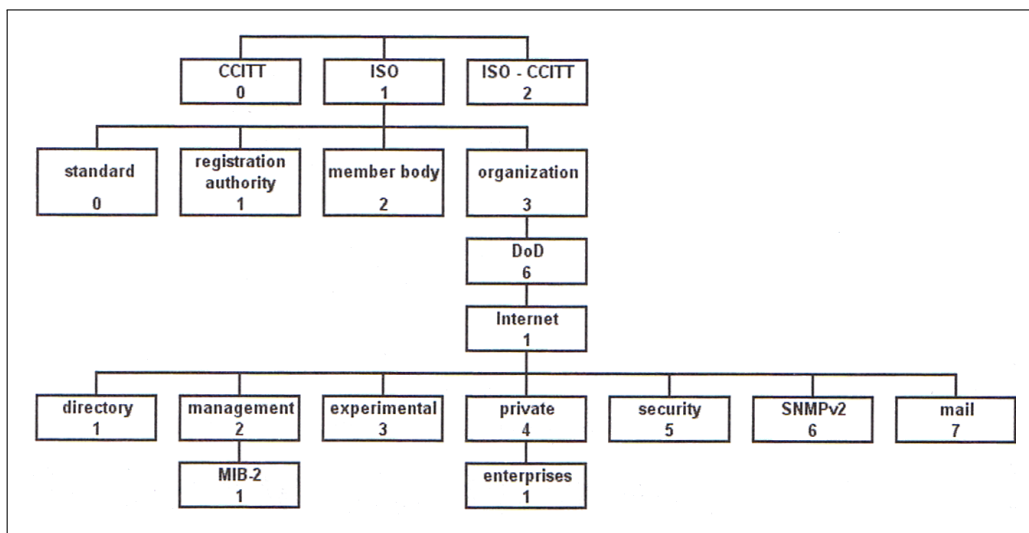 CCITT
0
ISO
1
ISO - CCITT
2
standard
0
registration
authority
1
member body
2
organization
3
DoD
6
Internet
1
directory
1
management
2
experimental
3
private
4
security
5
SNMPv2
6
mail
7
MIB-2
1
enterprises
1